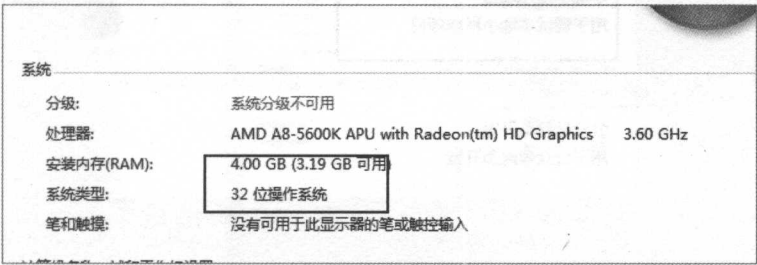 系统
分级: 系统分级不可用
处理器: AMD A8-5600K APU with Radeon(tm) HD Graphics 3.60 GHz
安装内存(RAM): 4.00 GB (3.19 GB 可用)
系统类型: 32 位操作系统
笔和触摸: 没有可用于此显示器的笔或触控输入